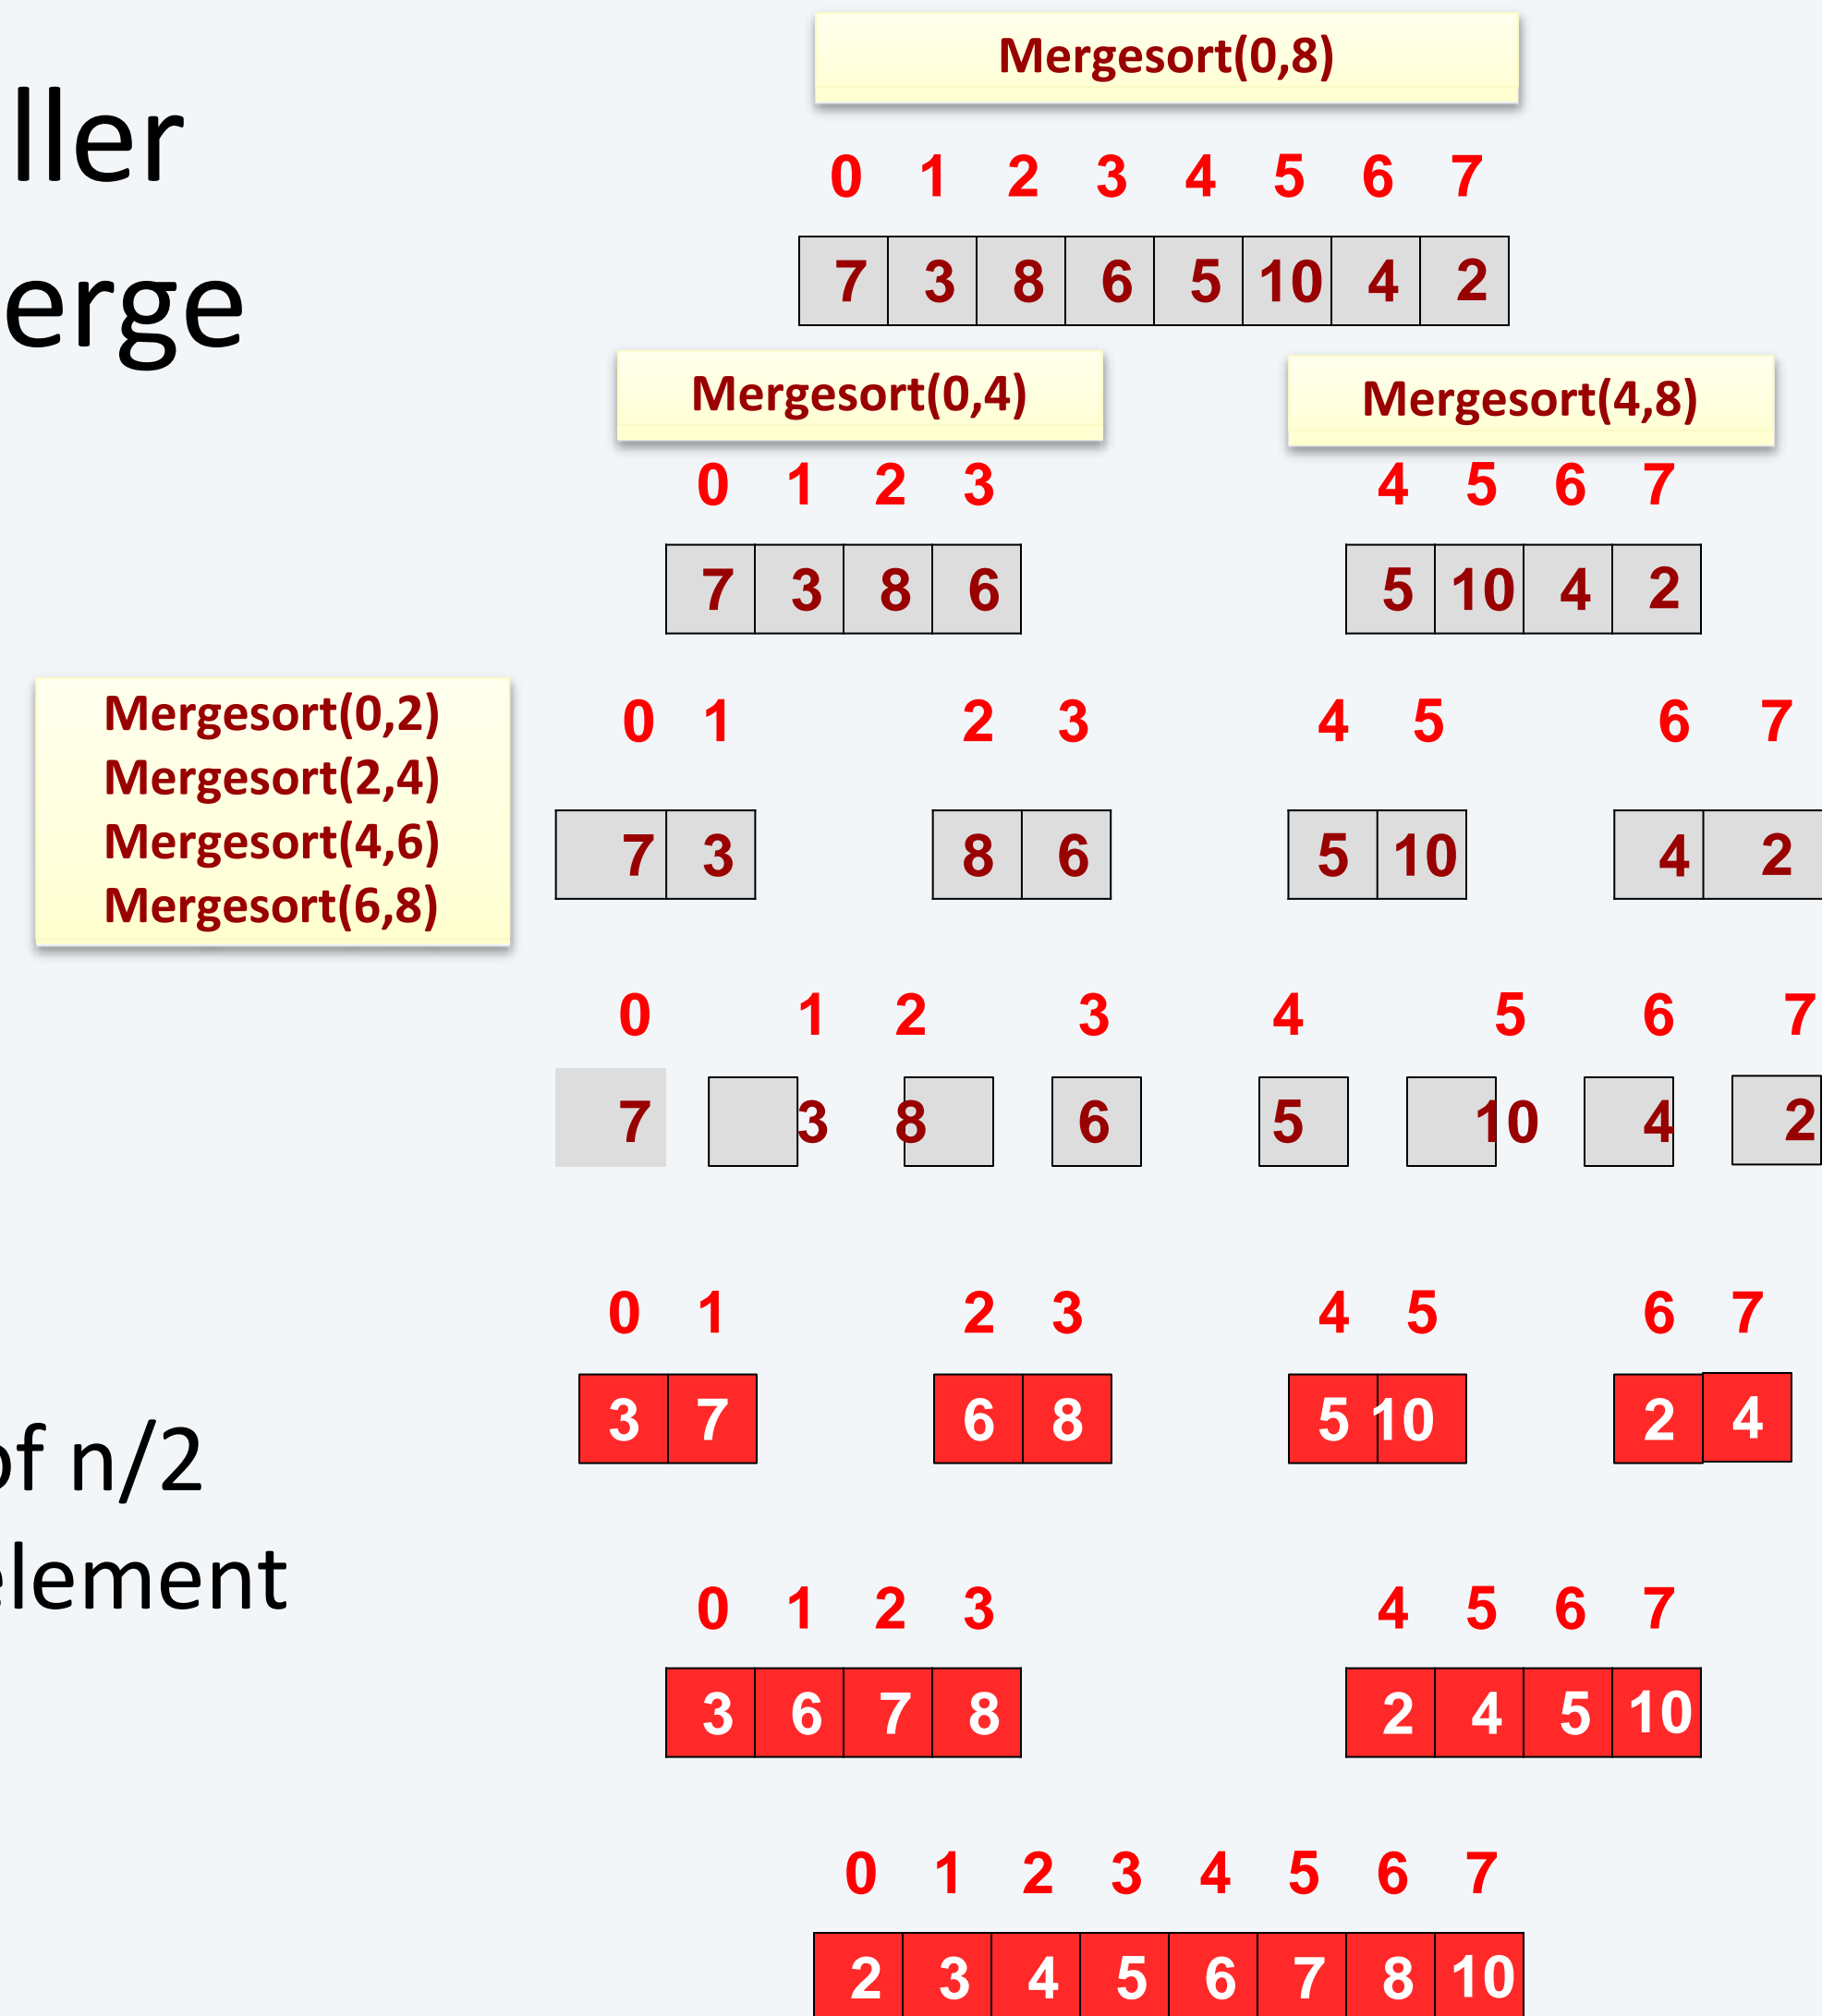 Mergesort(0,8)
ller
0 1 2 3 4 5 6 7
7 3 8 6 5 10 4 2
erge
Mergesort(0,4) Mergesort(4,8)
0 1 2 3 4 5 6 7
7 3 8 6 5 10 4 2
Mergesort(0,2)
Mergesort(2,4)
Mergesort(4,6)
Mergesort(6,8)
0 1 2 3 4 5 6 7
7 3 8 6 5 10 4 2
0 1 2 3 4 5 6 7
7 3 8 6 5 10 4 2
0 1 2 3 4 5 6 7
3 7 6 8 5 10 2 4
of n/2
element
0 1 2 3 4 5 6 7
3 6 7 8 2 4 5 10
0 1 2 3 4 5 6 7
2 3 4 5 6 7 8 10